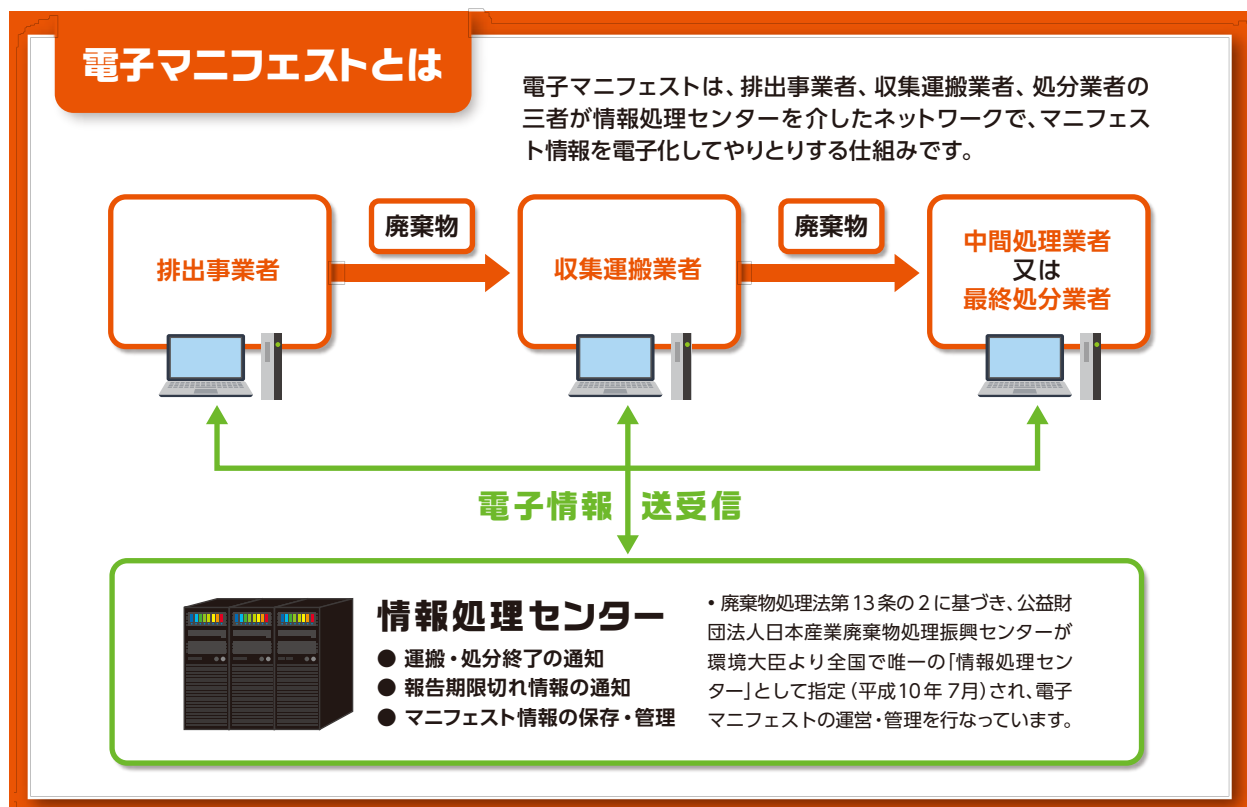 電子マニフェストとは
電子マニフェストは、排出事業者、収集運搬業者、処分業者の
三者が情報処理センターを介したネットワークで、マニフェス
ト情報を電子化してやりとりする仕組みです。
排出事業者
廃棄物
収集運搬業者
廃棄物
中間処理業者
又は
最終処分業者
電子情報 送受信
情報処理センター
● 運搬・処分終了の通知
● 報告期限切れ情報の通知
● マニフェスト情報の保存・管理
・廃棄物処理法第13条の2に基づき、公益財
団法人日本産業廃棄物処理振興センターが
環境大臣より全国で唯一の「情報処理セン
ター」として指定(平成10年 7月)され、電子
マニフェストの運営・管理を行なっています。